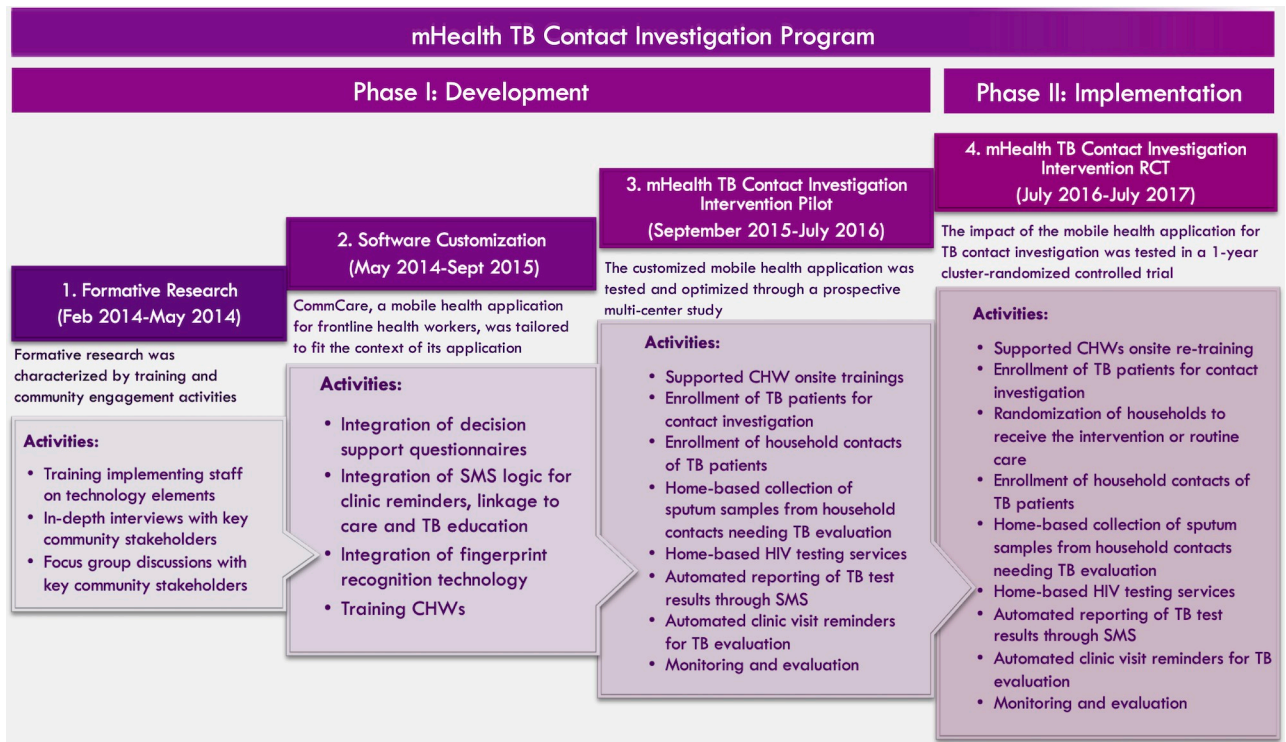 mHealth TB Contact Investigation Program
Phase I: Development
Phase II: Implementation
1. Formative Research
(Feb 2014-May 2014)
Formative research was
characterized by training and
community engagement activities
Activities:
• Training implementing staff
on technology elements
• In-depth interviews with key
community stakeholders
• Focus group discussions with
key community stakeholders
2. Software Customization
(May 2014-Sept 2015)
CommCare, a mobile health application
for frontline health workers, was tailored
to fit the context of its application
Activities:
• Integration of decision
support questionnaires
• Integration of SMS logic for
clinic reminders, linkage to
care and TB education
• Integration of fingerprint
recognition technology
• Training CHWs
3. mHealth TB Contact Investigation
Intervention Pilot
(September 2015-July 2016)
The customized mobile health application was
tested and optimized through a prospective
multi-center study
Activities:
• Supported CHW onsite trainings
• Enrollment of TB patients for
contact investigation
• Enrollment of household contacts
of TB patients
• Home-based collection of
sputum samples from household
contacts needing TB evaluation
• Home-based HIV testing services
• Automated reporting of TB test
results through SMS
• Automated clinic visit reminders
for TB evaluation
• Monitoring and evaluation
4. mHealth TB Contact Investigation
Intervention RCT
(July 2016-July 2017)
The impact of the mobile health application for
TB contact investigation was tested in a 1-year
cluster-randomized controlled trial
Activities:
• Supported CHWs onsite re-training
• Enrollment of TB patients for contact
investigation
• Randomization of households to
receive the intervention or routine
care
• Enrollment of household contacts of
TB patients
• Home-based collection of sputum
samples from household contacts
needing TB evaluation
• Home-based HIV testing services
• Automated reporting of TB test
results through SMS
• Automated clinic visit reminders for TB
evaluation
• Monitoring and evaluation